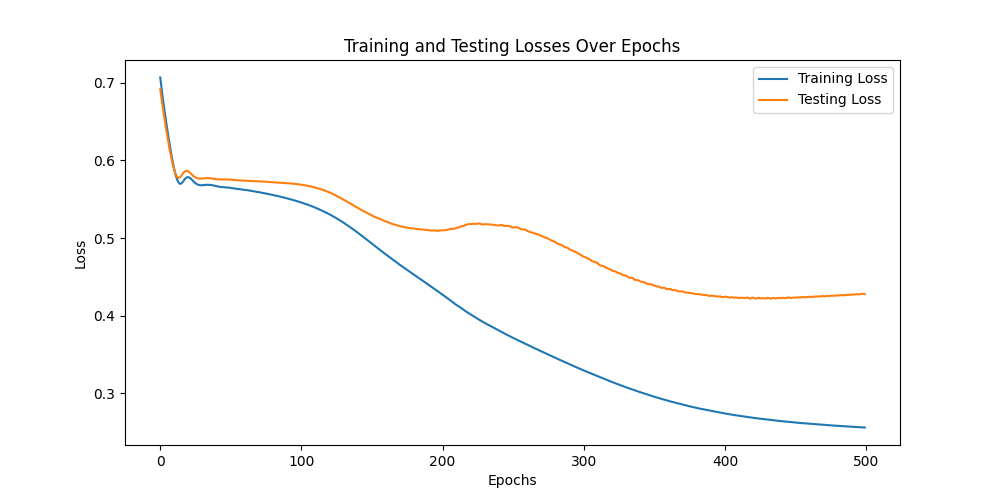 Training and Testing Losses Over Epochs
Training Loss
Testing Loss
Loss
0.7
0.6
0.5
0.4
0.3
0 100 200 300 400 500
Epochs